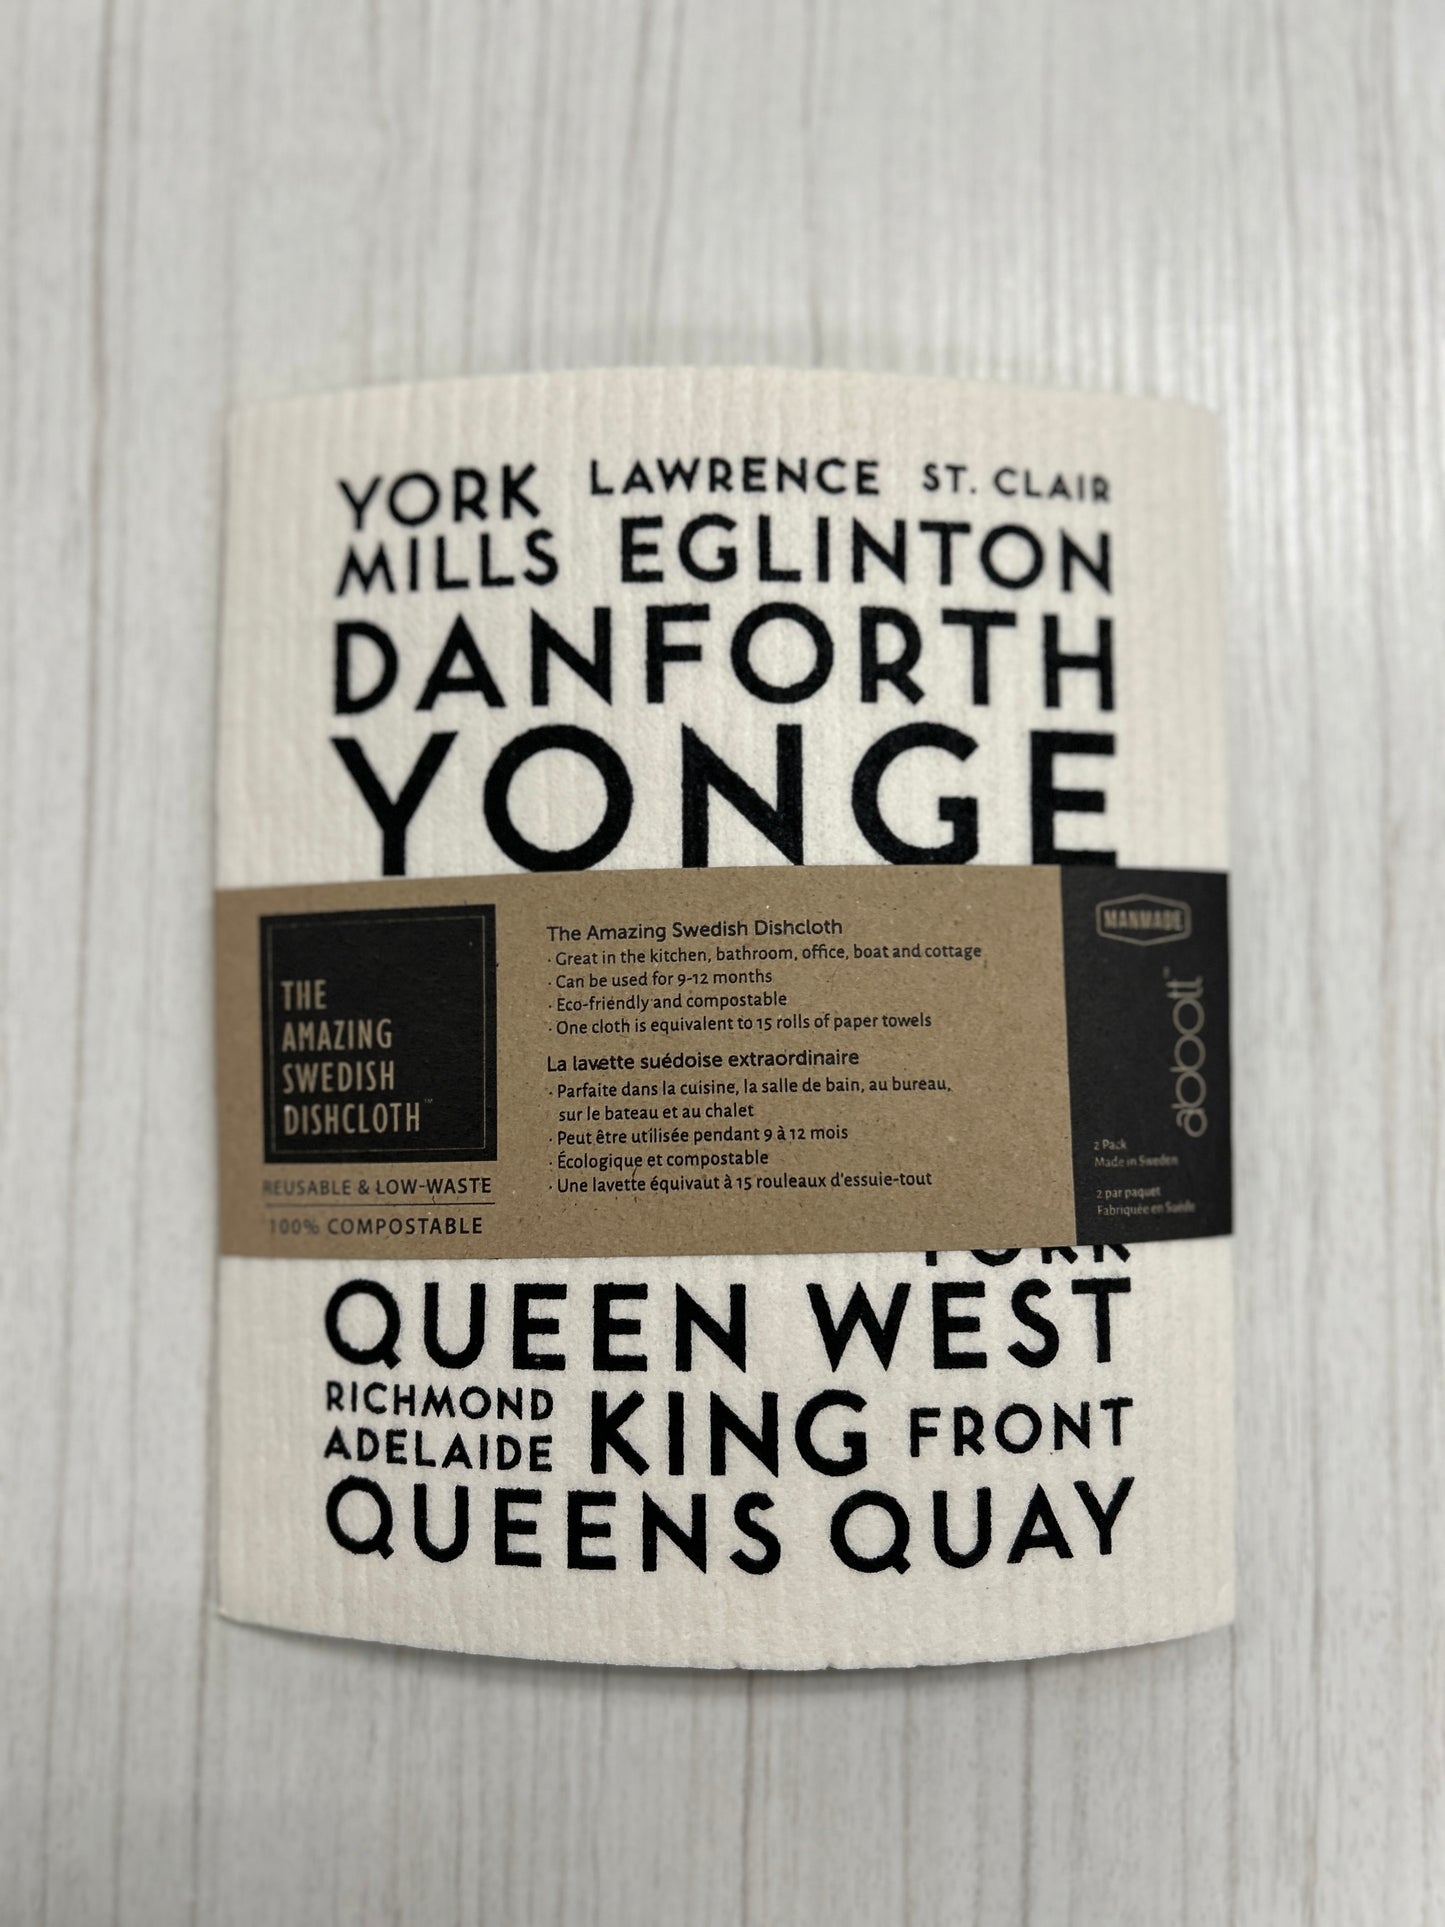 YORK LAWRENCE ST. CLAIR
MILLS EGLINTON
DANFORTH
YONGE
THE
AMAZING
SWEDISH
DISHCLOTH™
REUSABLE & LOW-WASTE
100% COMPOSTABLE
The Amazing Swedish Dishcloth
· Great in the kitchen, bathroom, office, boat and cottage
· Can be used for 9-12 months
· Eco-friendly and compostable
· One cloth is equivalent to 15 rolls of paper towels
La lavette suédoise extraordinaire
· Parfaite dans la cuisine, la salle de bain, au bureau,
sur le bateau et au chalet
· Peut être utilisée pendant 9 à 12 mois
· Écologique et compostable
· Une lavette équivaut à 15 rouleaux d'essuie-tout
MANMADE
abbott™
2 Pack
Made in Sweden
2 par paquet
Fabriquée en Suède
YORK
QUEEN WEST
RICHMOND KING FRONT
ADELAIDE
QUEENS QUAY